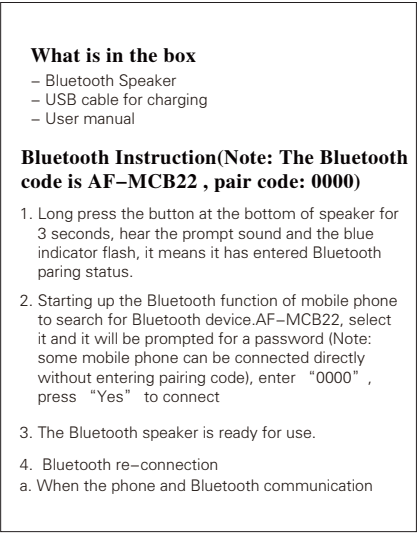 What is in the box
– Bluetooth Speaker
– USB cable for charging
– User manual
Bluetooth Instruction(Note: The Bluetooth
code is AF–MCB22 , pair code: 0000)
1. Long press the button at the bottom of speaker for
3 seconds, hear the prompt sound and the blue
indicator flash, it means it has entered Bluetooth
paring status.
2. Starting up the Bluetooth function of mobile phone
to search for Bluetooth device.AF–MCB22, select
it and it will be prompted for a password (Note:
some mobile phone can be connected directly
without entering pairing code), enter “0000” ,
press “Yes” to connect
3. The Bluetooth speaker is ready for use.
4. Bluetooth re–connection
a. When the phone and Bluetooth communication